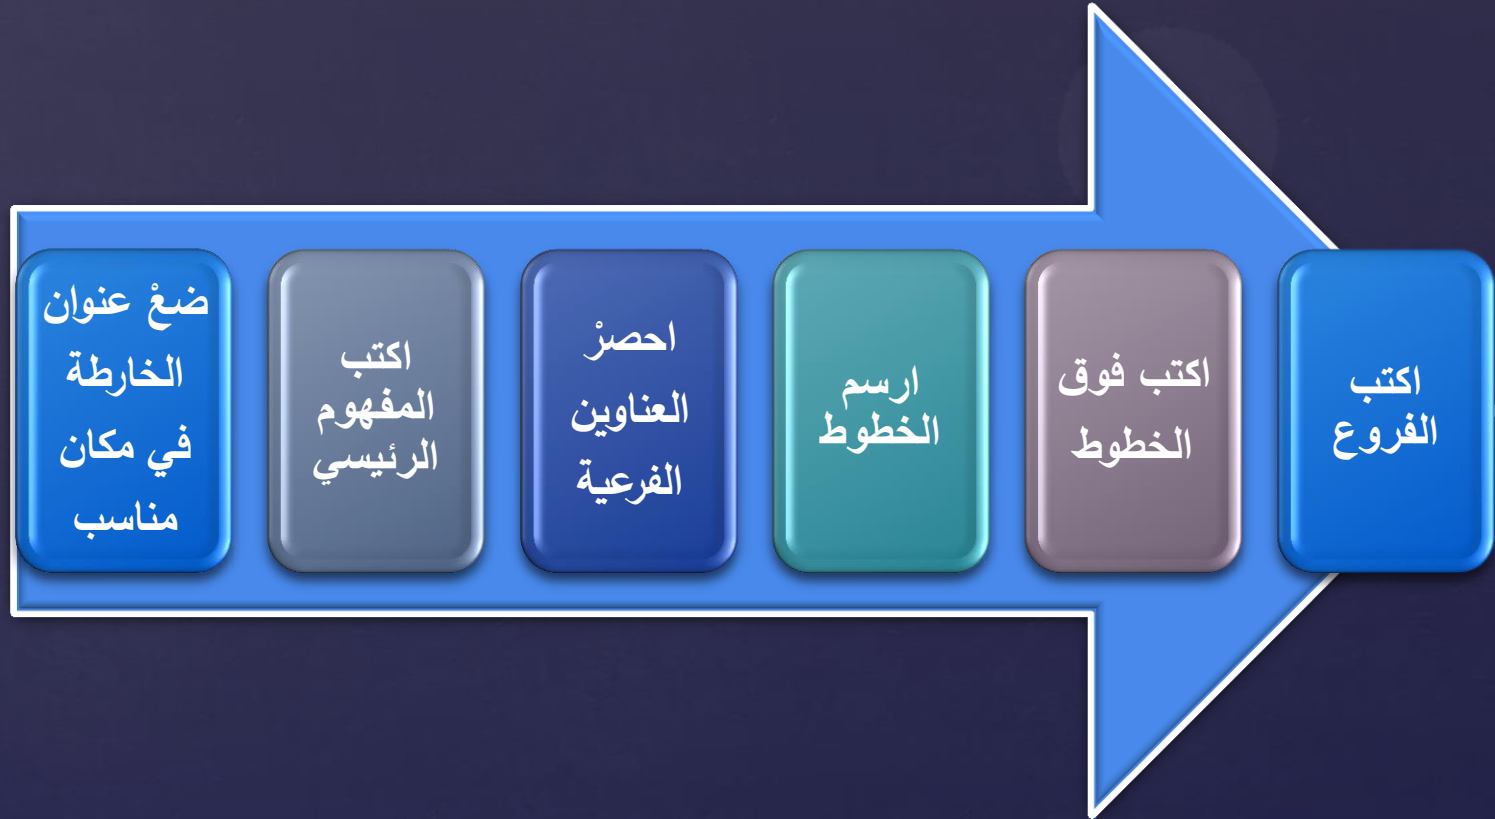 ضعْ عنوان
الخارطة
في مكان
مناسب
اكتب
المفهوم
الرئيسي
احصرْ
العناوين
الفرعية
ارسم
الخطوط
اكتب فوق
الخطوط
اكتب
الفروع